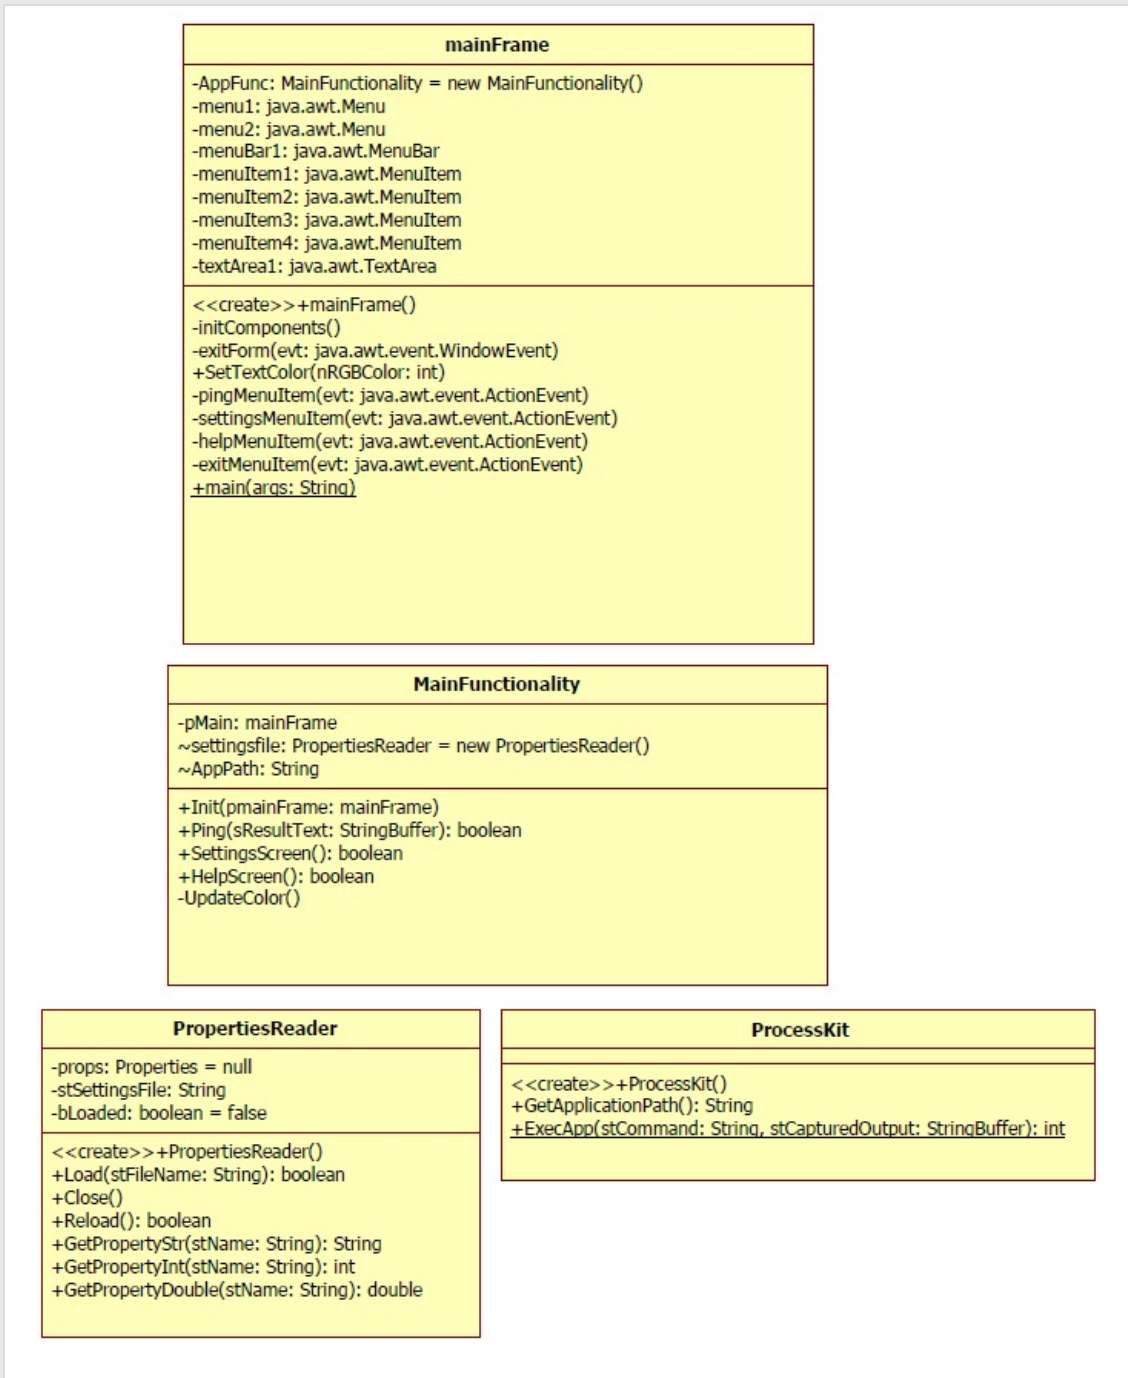 mainFrame
-AppFunc: MainFunctionality = new MainFunctionality()
-menu1: java.awt.Menu
-menu2: java.awt.Menu
-menuBar1: java.awt.MenuBar
-menuItem1: java.awt.MenuItem
-menuItem2: java.awt.MenuItem
-menuItem3: java.awt.MenuItem
-menuItem4: java.awt.MenuItem
-textArea1: java.awt.TextArea
<<create>>+mainFrame()
-initComponents()
-exitForm(evt: java.awt.event.WindowEvent)
+SetTextColor(nRGBColor: int)
-pingMenuItem(evt: java.awt.event.ActionEvent)
-settingsMenuItem(evt: java.awt.event.ActionEvent)
-helpMenuItem(evt: java.awt.event.ActionEvent)
-exitMenuItem(evt: java.awt.event.ActionEvent)
+main(args: String)
MainFunctionality
-pMain: mainFrame
~settingsfile: PropertiesReader = new PropertiesReader()
~AppPath: String
+Init(pmainFrame: mainFrame)
+Ping(sResultText: StringBuffer): boolean
+SettingsScreen(): boolean
+HelpScreen(): boolean
-UpdateColor()
PropertiesReader
-props: Properties = null
-stSettingsFile: String
-bLoaded: boolean = false
<<create>>+PropertiesReader()
+Load(stFileName: String): boolean
+Close()
+Reload(): boolean
+GetPropertyStr(stName: String): String
+GetPropertyInt(stName: String): int
+GetPropertyDouble(stName: String): double
ProcessKit
<<create>>+ProcessKit()
+GetApplicationPath(): String
+ExecApp(stCommand: String, stCapturedOutput: StringBuffer): int